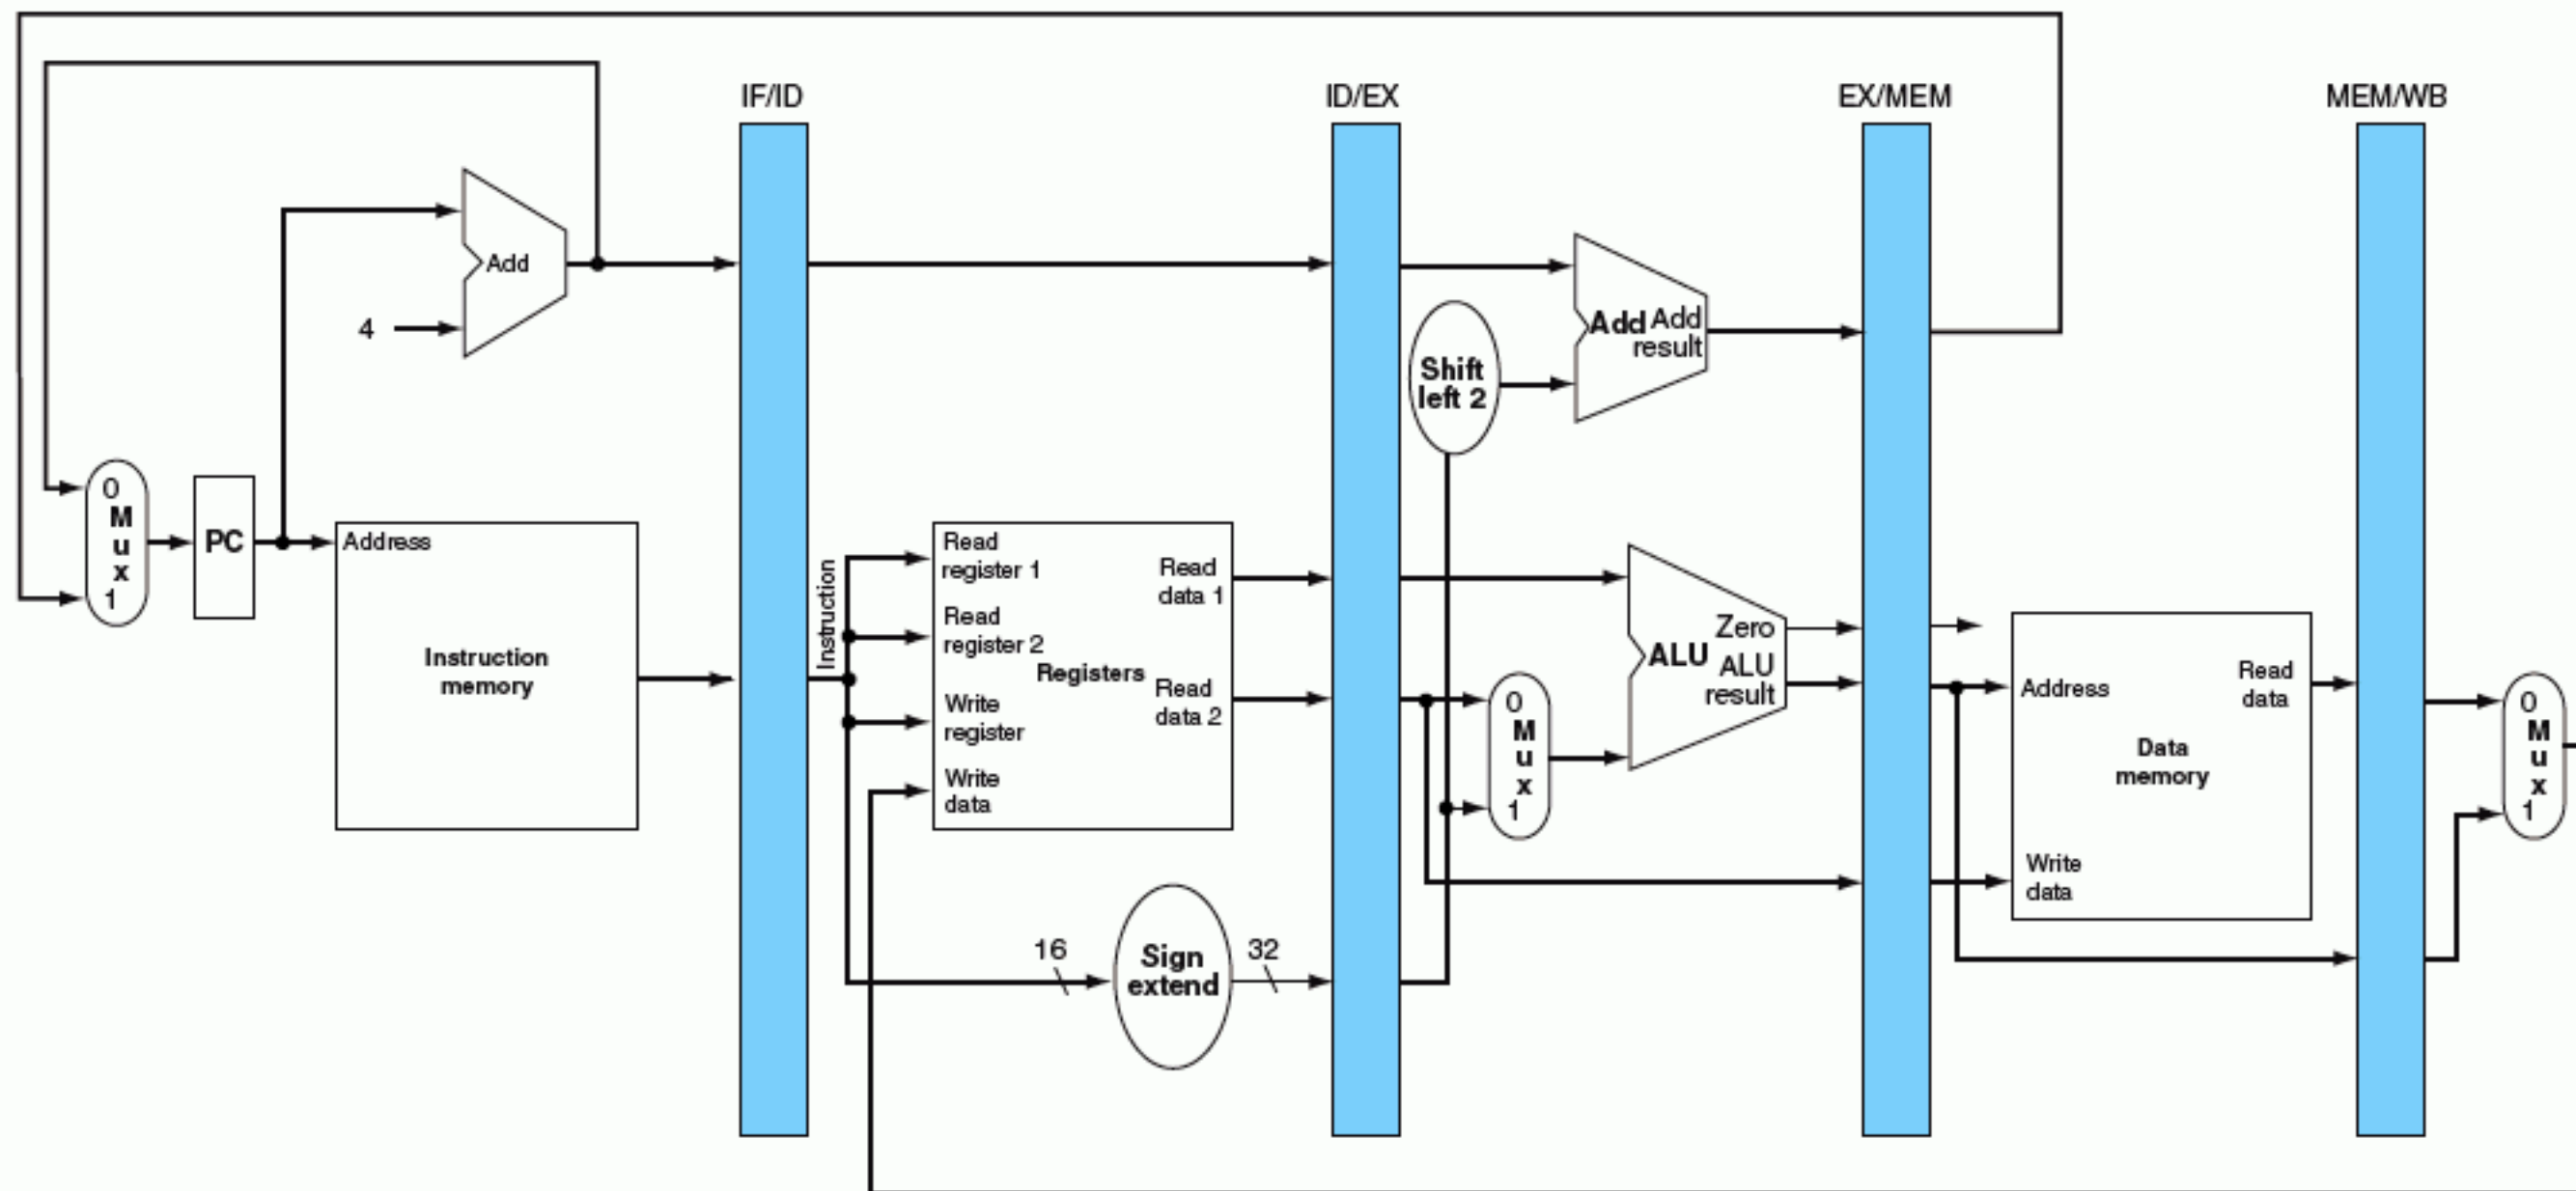 IF/ID
ID/EX
EX/MEM
MEM/WB
Add
4
Add Add
result
Shift
left 2
0
M
u
x
1
PC
Address
Instruction
memory
Instruction
Read
register 1
Read
register 2
Write
register
Write
data
Registers
Read
data 1
Read
data 2
16
Sign
extend
32
0
M
u
x
1
Zero
ALU
ALU
result
Address
Write
data
Data
memory
Read
data
0
M
u
x
1